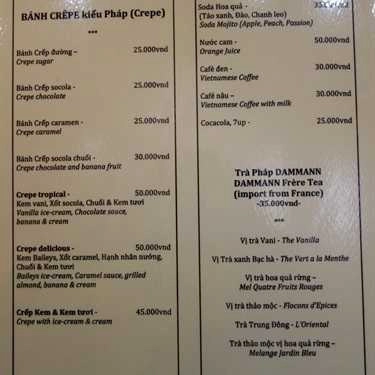 BÁNH CRÊPE kiểu Pháp (Crepe)
***
Bánh Crếp đường – 25.000vnd
Crepe sugar
Bánh Crếp socola - 25.000vnd
Crepe chocolate
Bánh Crếp caramen - 25.000vnd
Crepe caramel
Bánh Crếp socola chuối - 30.000vnd
Crepe chocolate and banana fruit
Crepe tropical - 50.000vnd
Kem vani, Xốt socola, Chuối & Kem tươi
Vanilla ice-cream, Chocolate sauce,
banana & cream
Crepe delicious - 50.000vnd
Kem Baileys, Xốt caramel, Hạnh nhân nướng,
Chuối & Kem tươi
Baileys ice-cream, Caramel sauce, grilled
almond, banana & cream
Crếp Kem & Kem tươi - 45.000vnd
Crepe with ice-cream & cream
Soda Hoa quả - 35.000vnd
(Táo xanh, Đào, Chanh leo)
Soda Mojito (Apple, Peach, Passion)
Nước cam - 50.000vnd
Orange Juice
Café đen - 30.000vnd
Vietnamese Coffee
Café nâu – 30.000vnd
Vietnamese Coffee with milk
Cocacola, 7up - 25.000vnd
Trà Pháp DAMMANN
DAMMANN Frère Tea
(import from France)
-35.000vnd-
***
Vị trà Vani - The Vanilla
Vị Trà xanh Bạc hà - The Vert a la Menthe
Vị trà hoa quả rừng –
Mel Quatre Fruits Rouges
Vị trà thảo mộc - Flocons d'Epices
Trà Trung Đông - L'Oriental
Trà thảo mộc vị hoa quả rừng –
Melange Jardin Bleu